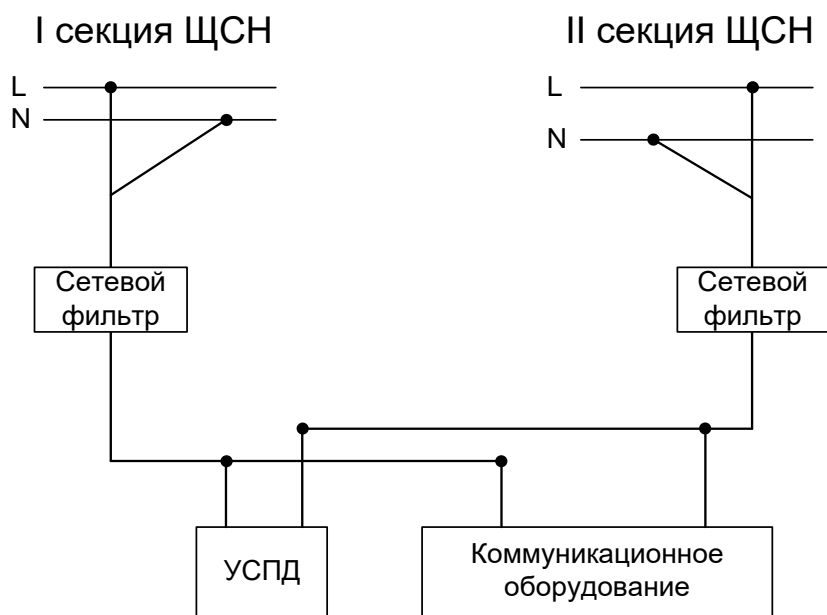 I секция ЩСН
II секция ЩСН
L
N
L
N
Сетевой
фильтр
Сетевой
фильтр
УСПД
Коммуникационное
оборудование